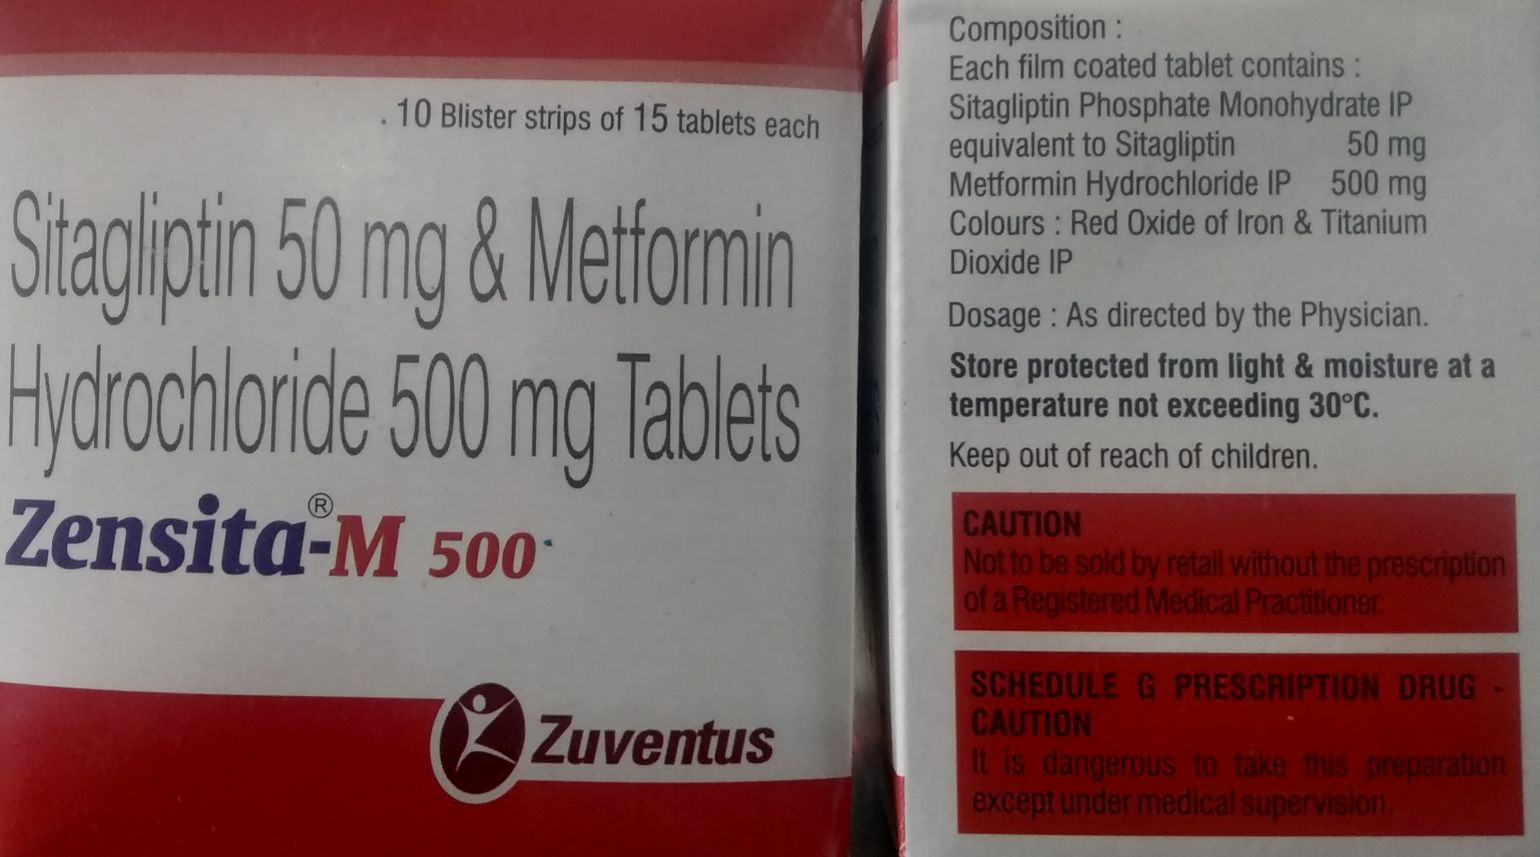 10 Blister strips of 15 tablets each
Sitagliptin 50 mg & Metformin
Hydrochloride 500 mg Tablets
Zensita®-M 500
Zuventus
Composition :
Each film coated tablet contains :
Sitagliptin Phosphate Monohydrate IP
equivalent to Sitagliptin 50 mg
Metformin Hydrochloride IP 500 mg
Colours : Red Oxide of Iron & Titanium
Dioxide IP
Dosage : As directed by the Physician.
Store protected from light & moisture at a
temperature not exceeding 30°C.
Keep out of reach of children.
CAUTION
Not to be sold by retail without the prescription
of a Registered Medical Practitioner.
SCHEDULE G PRESCRIPTION DRUG -
CAUTION
It is dangerous to take this preparation
except under medical supervision.